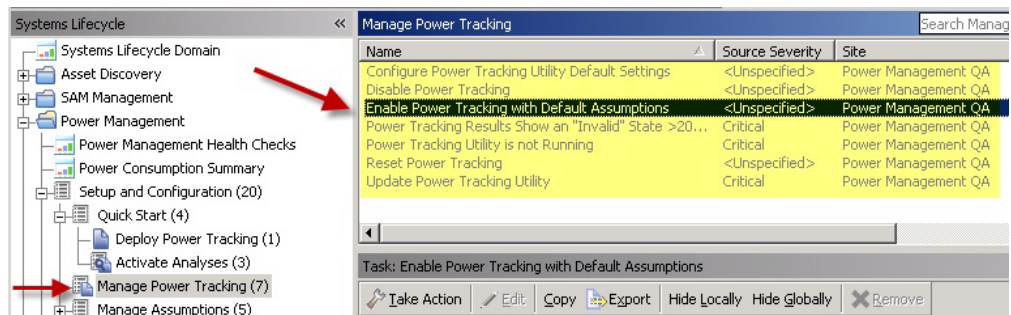 Systems Lifecycle «
Systems Lifecycle Domain
Asset Discovery
SAM Management
Power Management
Power Management Health Checks
Power Consumption Summary
Setup and Configuration (20)
Quick Start (4)
Deploy Power Tracking (1)
Activate Analyses (3)
Manage Power Tracking (7)
Manage Assumptions (5)
Manage Power Tracking Search Manag
Name Source Severity Site
Configure Power Tracking Utility Default Settings <Unspecified> Power Management QA
Disable Power Tracking <Unspecified> Power Management QA
Enable Power Tracking with Default Assumptions <Unspecified> Power Management QA
Power Tracking Results Show an "Invalid" State >20... Critical Power Management QA
Power Tracking Utility is not Running Critical Power Management QA
Reset Power Tracking <Unspecified> Power Management QA
Update Power Tracking Utility Critical Power Management QA
Task: Enable Power Tracking with Default Assumptions
Take Action Edit Copy Export Hide Locally Hide Globally Remove